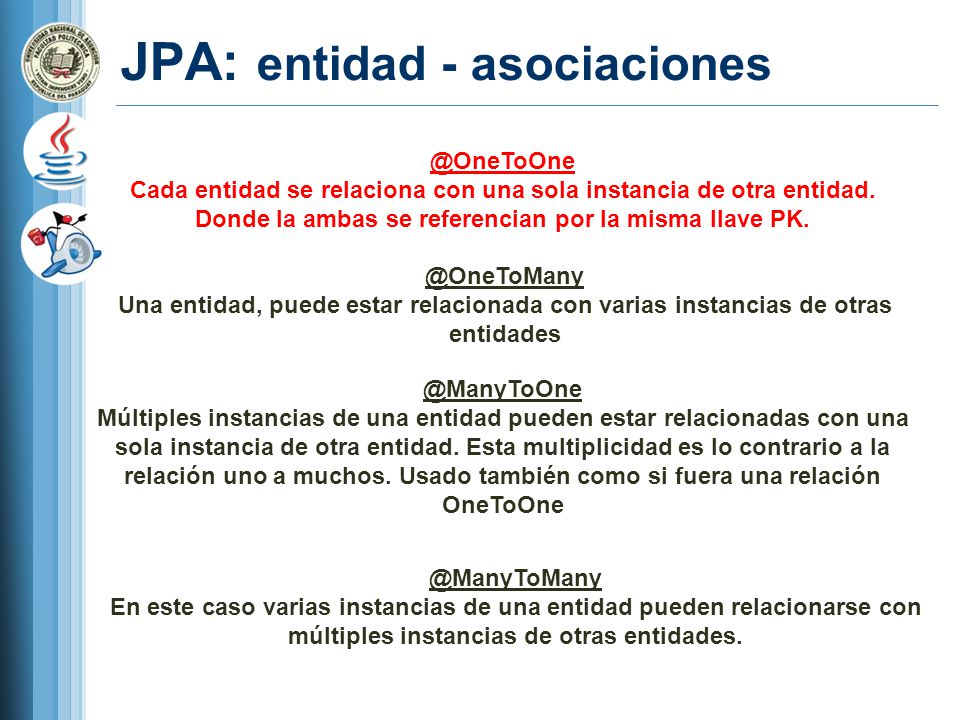 JPA: entidad - asociaciones
@OneToOne
Cada entidad se relaciona con una sola instancia de otra entidad.
Donde la ambas se referencian por la misma llave PK.
@OneToMany
Una entidad, puede estar relacionada con varias instancias de otras
entidades
@ManyToOne
Múltiples instancias de una entidad pueden estar relacionadas con una
sola instancia de otra entidad. Esta multiplicidad es lo contrario a la
relación uno a muchos. Usado también como si fuera una relación
OneToOne
@ManyToMany
En este caso varias instancias de una entidad pueden relacionarse con
múltiples instancias de otras entidades.